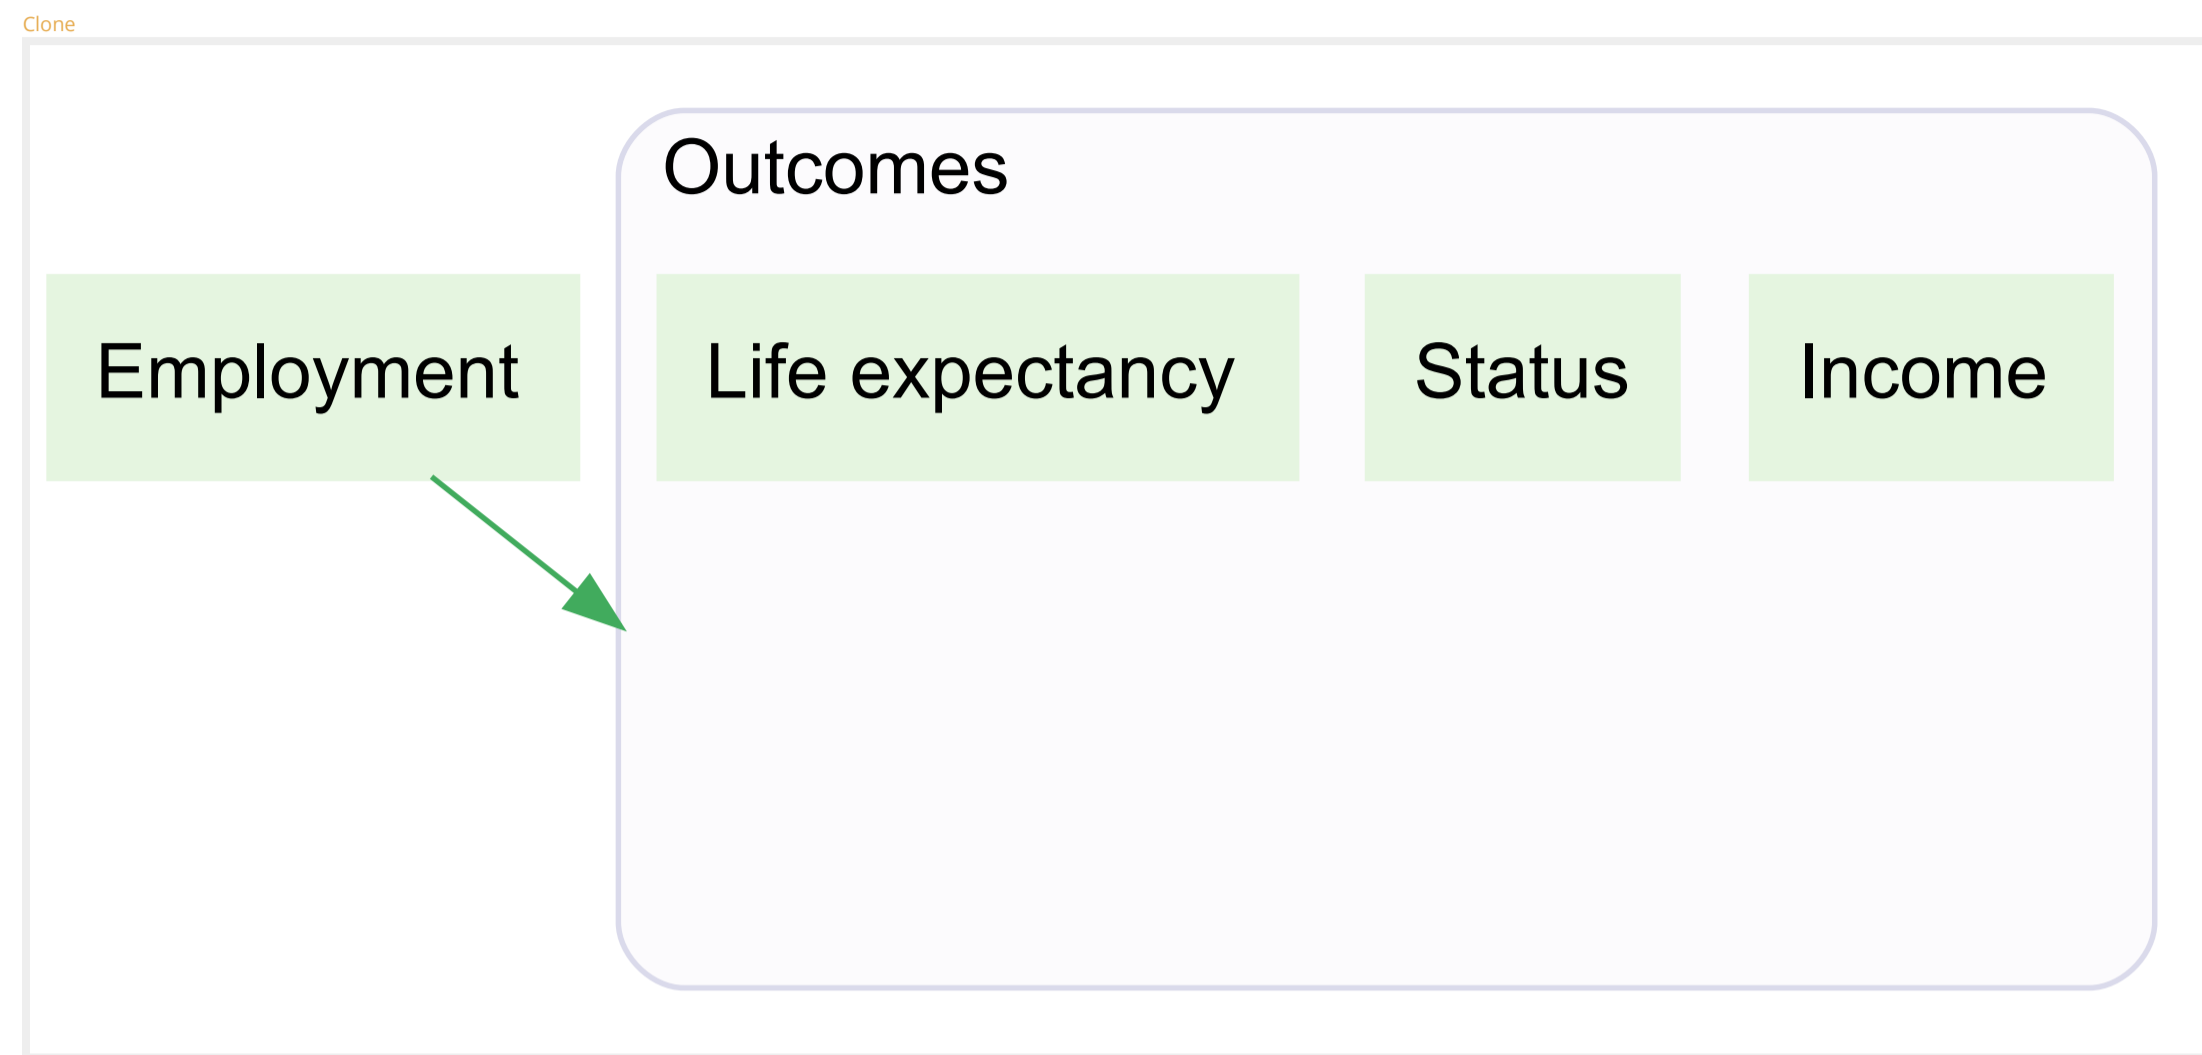 Clone
Outcomes
Employment
Life expectancy
Status
Income